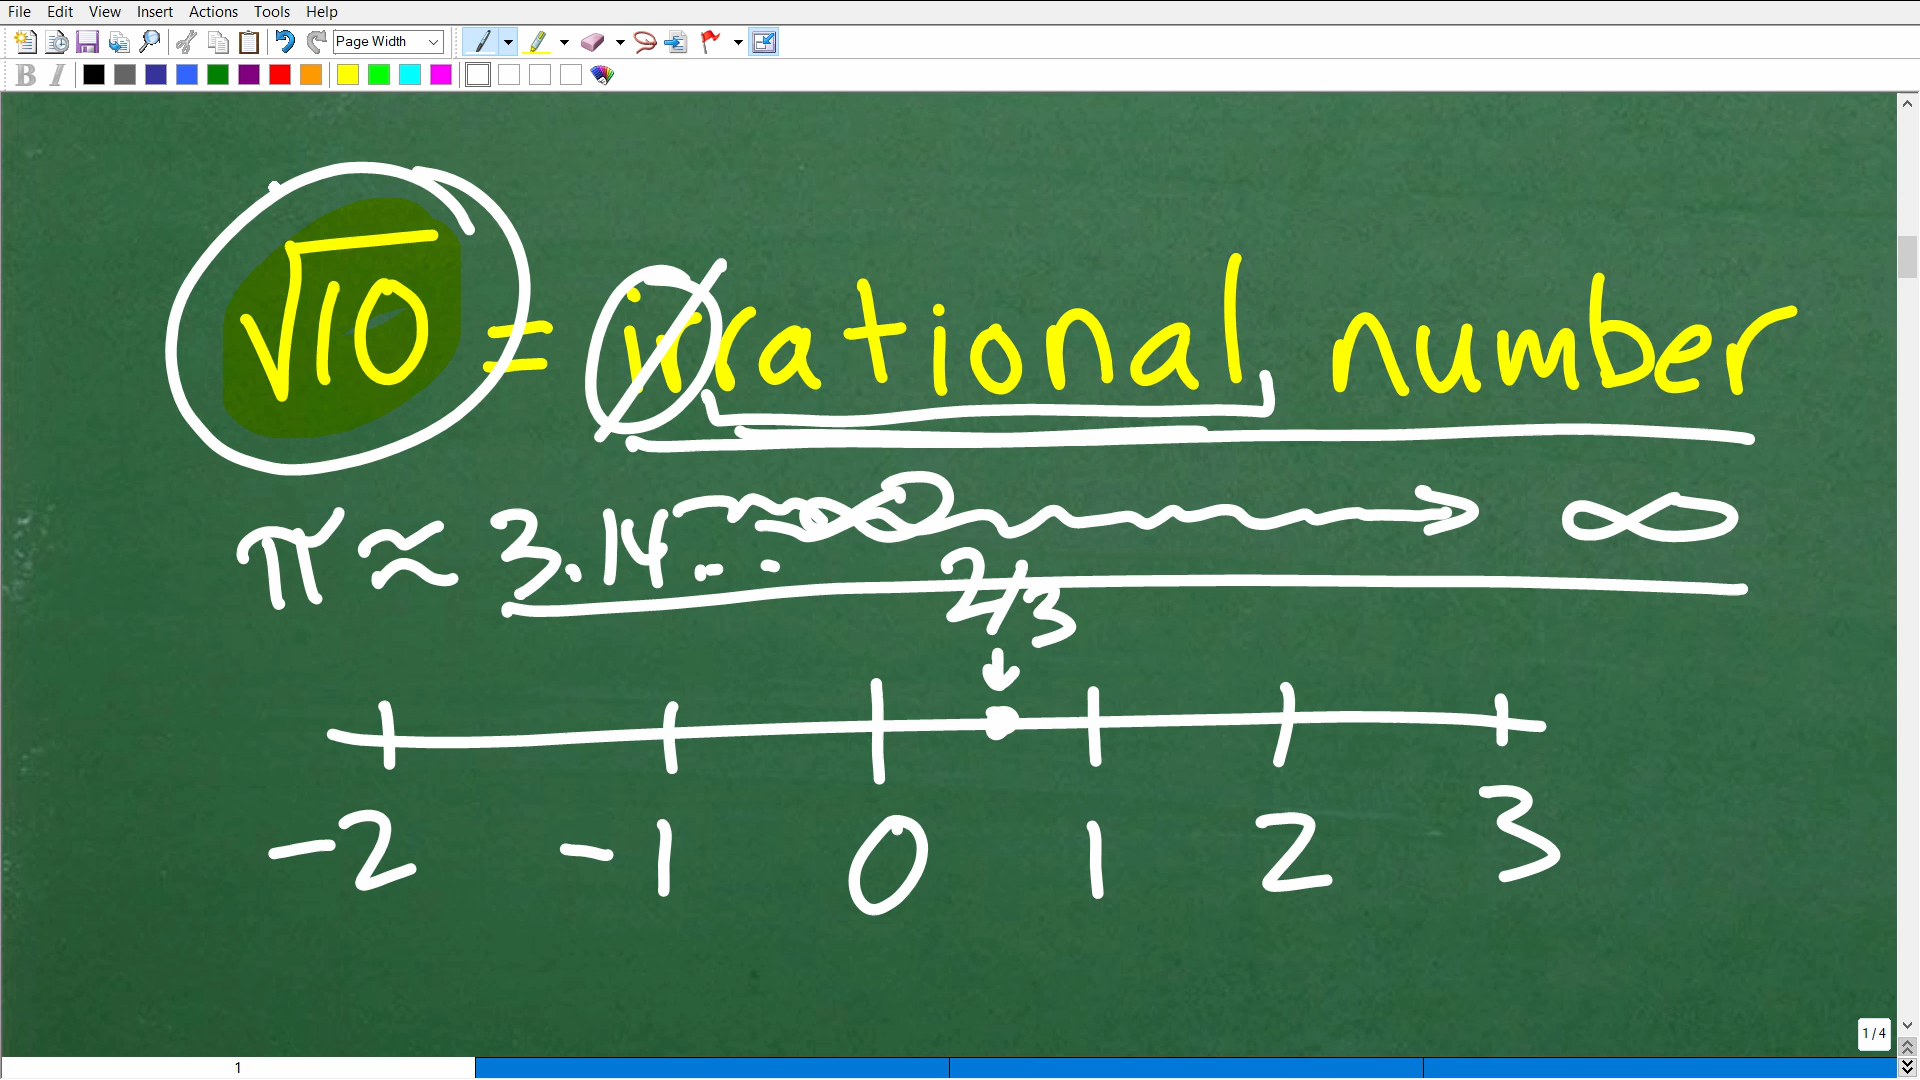 File Edit View Insert Actions Tools Help
Page Width
B I
√10 = irrational number
π ≈ 3.14... ∞
2/3
-2 -1 0 1 2 3
1/4
1